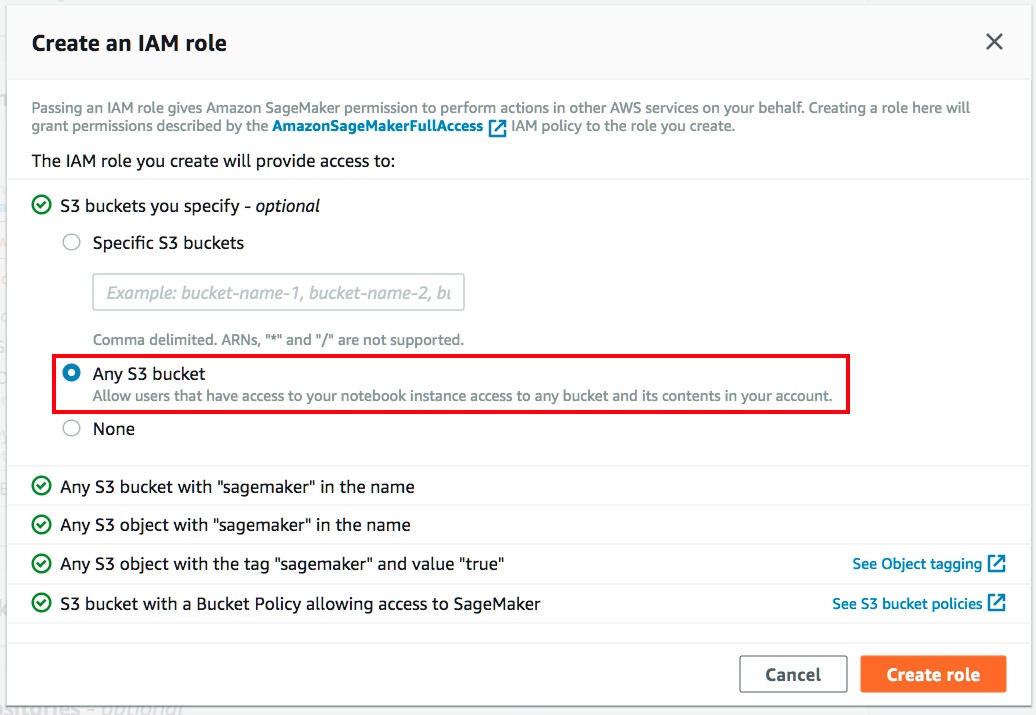 Create an IAM role
Passing an IAM role gives Amazon SageMaker permission to perform actions in other AWS services on your behalf. Creating a role here will
grant permissions described by the AmazonSageMakerFullAccess IAM policy to the role you create.
The IAM role you create will provide access to:
S3 buckets you specify - optional
Specific S3 buckets
Example: bucket-name-1, bucket-name-2, bu
Comma delimited. ARNs, "*" and "/" are not supported.
Any S3 bucket
Allow users that have access to your notebook instance access to any bucket and its contents in your account.
None
Any S3 bucket with "sagemaker" in the name
Any S3 object with "sagemaker" in the name
Any S3 object with the tag "sagemaker" and value "true" See Object tagging
S3 bucket with a Bucket Policy allowing access to SageMaker See S3 bucket policies
Cancel Create role
- optional